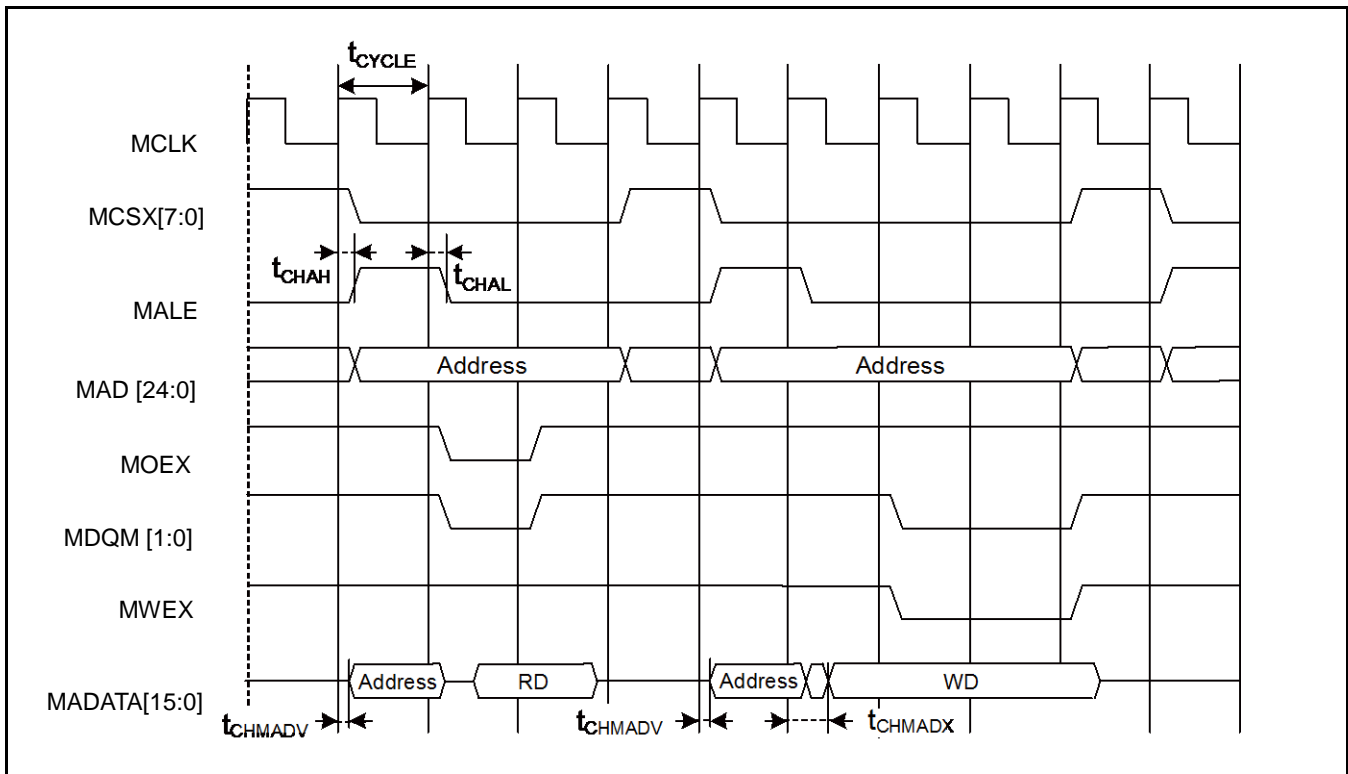 tCYCLE
MCLK
MCSX[7:0]
tCHAH
tCHAL
MALE
Address
Address
MAD [24:0]
MOEX
MDQM [1:0]
MWEX
Address
RD
Address
WD
MADATA[15:0]
tCHMADV
tCHMADV
tCHMADX